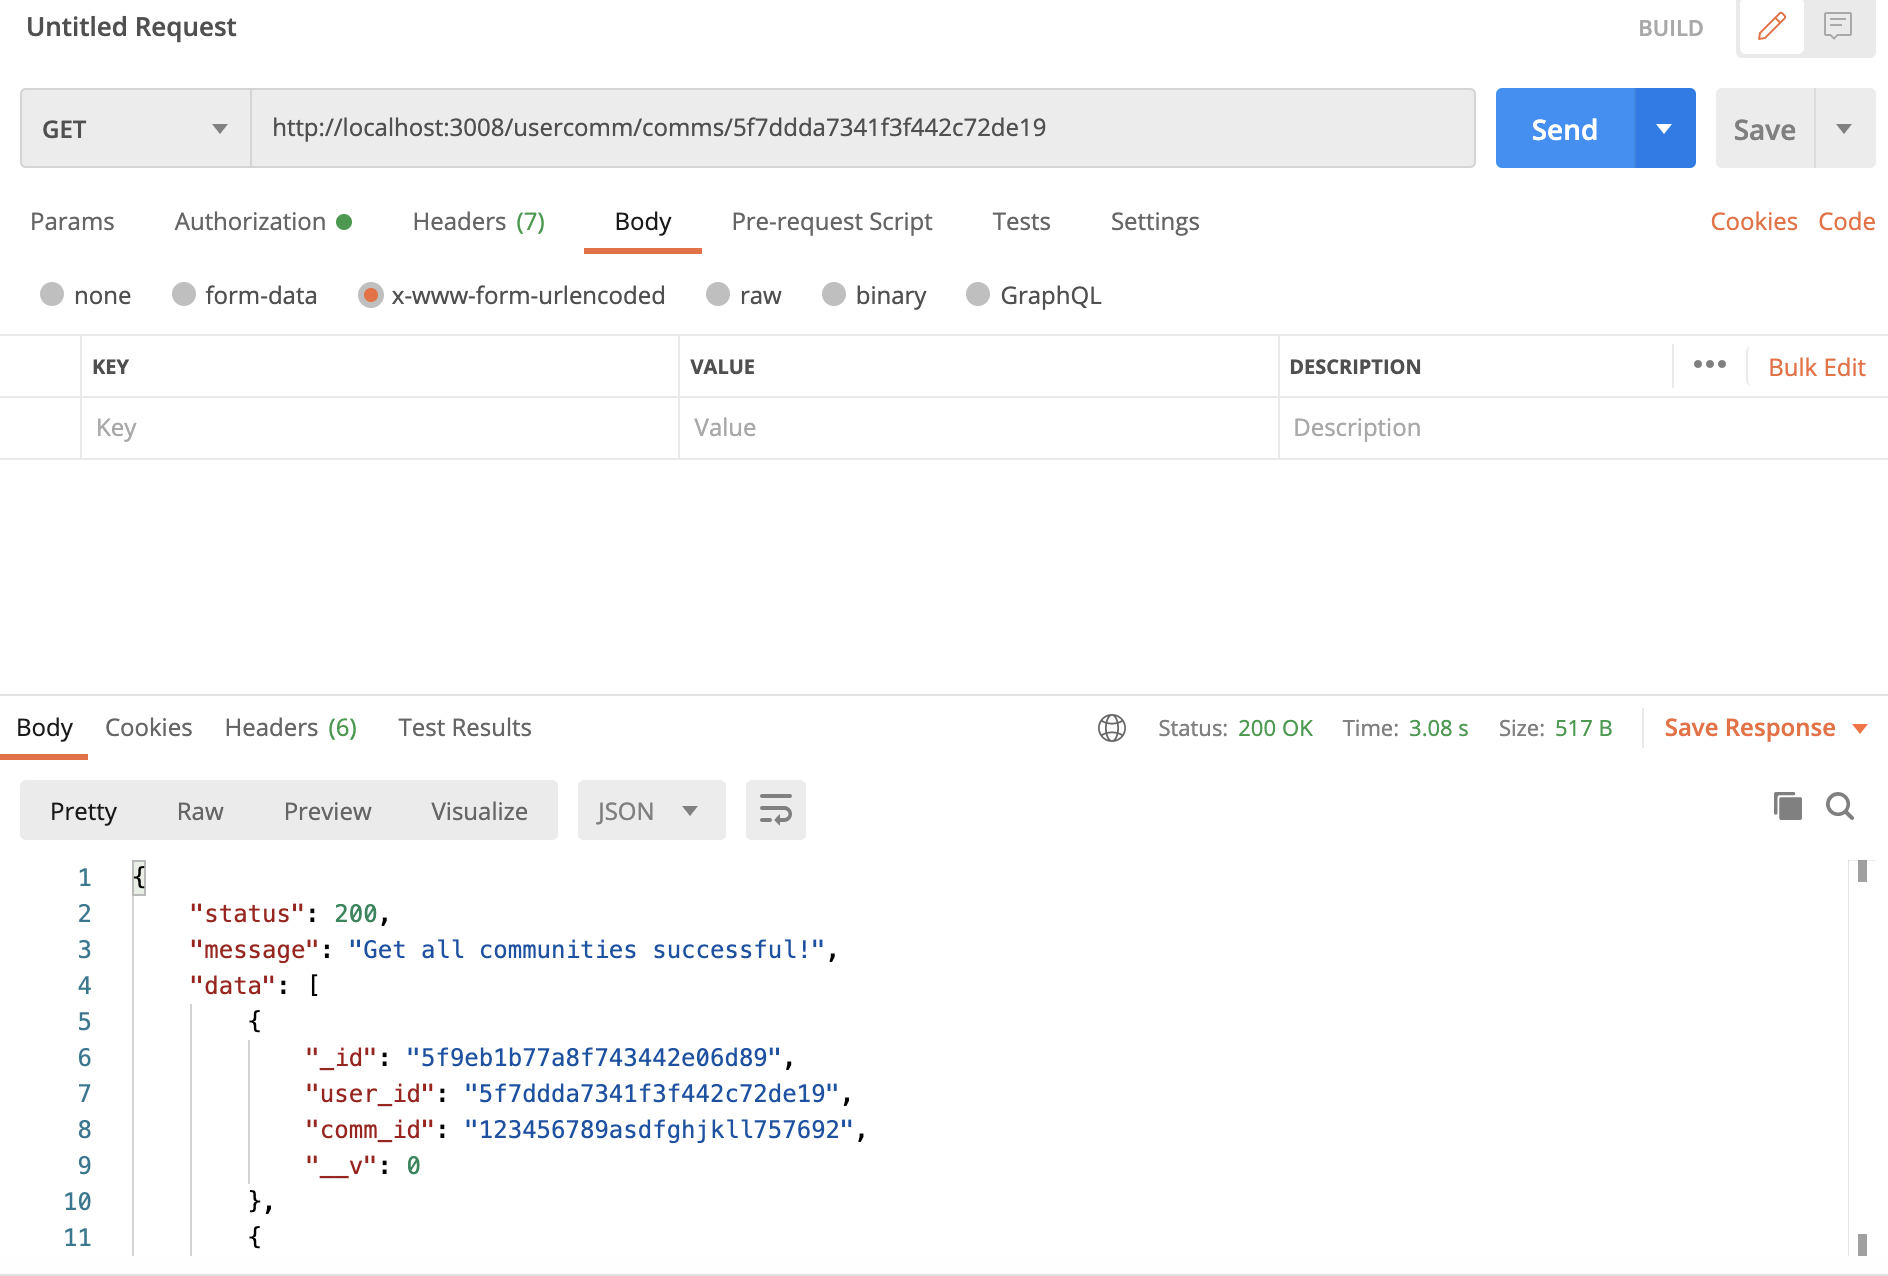 Untitled Request
BUILD
GET
http://localhost:3008/usercomm/comms/5f7ddda7341f3f442c72de19
Send
Save
Params Authorization Headers (7) Body Pre-request Script Tests Settings Cookies Code
none form-data x-www-form-urlencoded raw binary GraphQL
KEY VALUE DESCRIPTION ••• Bulk Edit
Key Value Description
Body Cookies Headers (6) Test Results Status: 200 OK Time: 3.08 s Size: 517 B Save Response
Pretty Raw Preview Visualize JSON
1 {
2 "status": 200,
3 "message": "Get all communities successful!",
4 "data": [
5 {
6 "_id": "5f9eb1b77a8f743442e06d89",
7 "user_id": "5f7ddda7341f3f442c72de19",
8 "comm_id": "123456789asdfghjkll757692",
9 "__v": 0
10 },
11 {